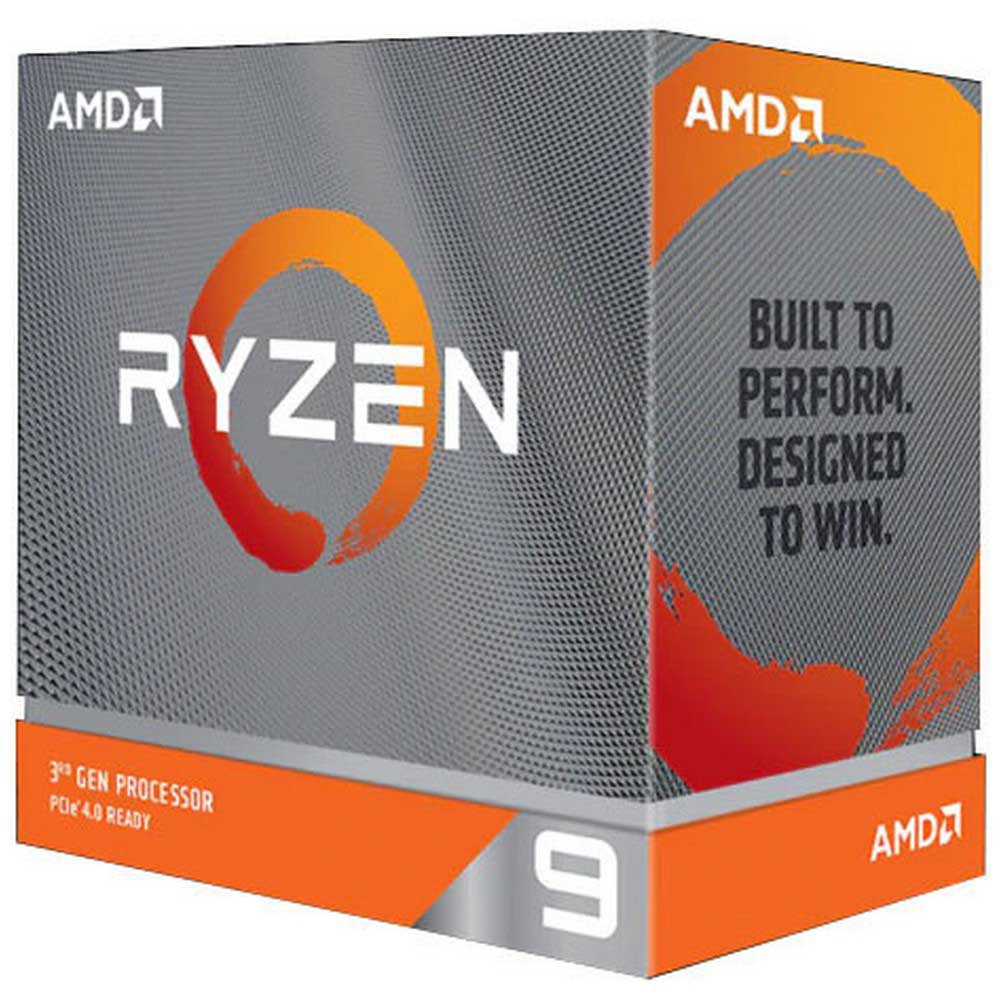 AMD
RYZEN
3RD GEN PROCESSOR
PCIe® 4.0 READY
9
AMD
BUILT TO
PERFORM.
DESIGNED
TO WIN.
AMD